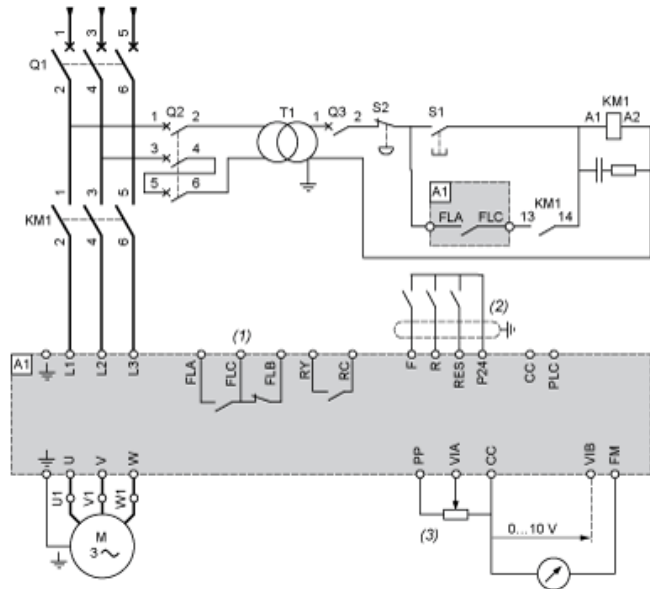 1 3 5
Q1
2 4 6
1 Q2 2 T1 1 Q3 2 S2 S1 KM1
A1 A2
3 4
5 6
A1
FLA FLC 13 KM1 14
1 3 5
KM1
2 4 6
(1) (2)
A1 L1 L2 L3 FLA FLC FLB RY RC F R RES P24 CC PLC
U V W PP VIA CC VIB FM
U1 V1 W1
(3) 0...10 V
M
3 ~